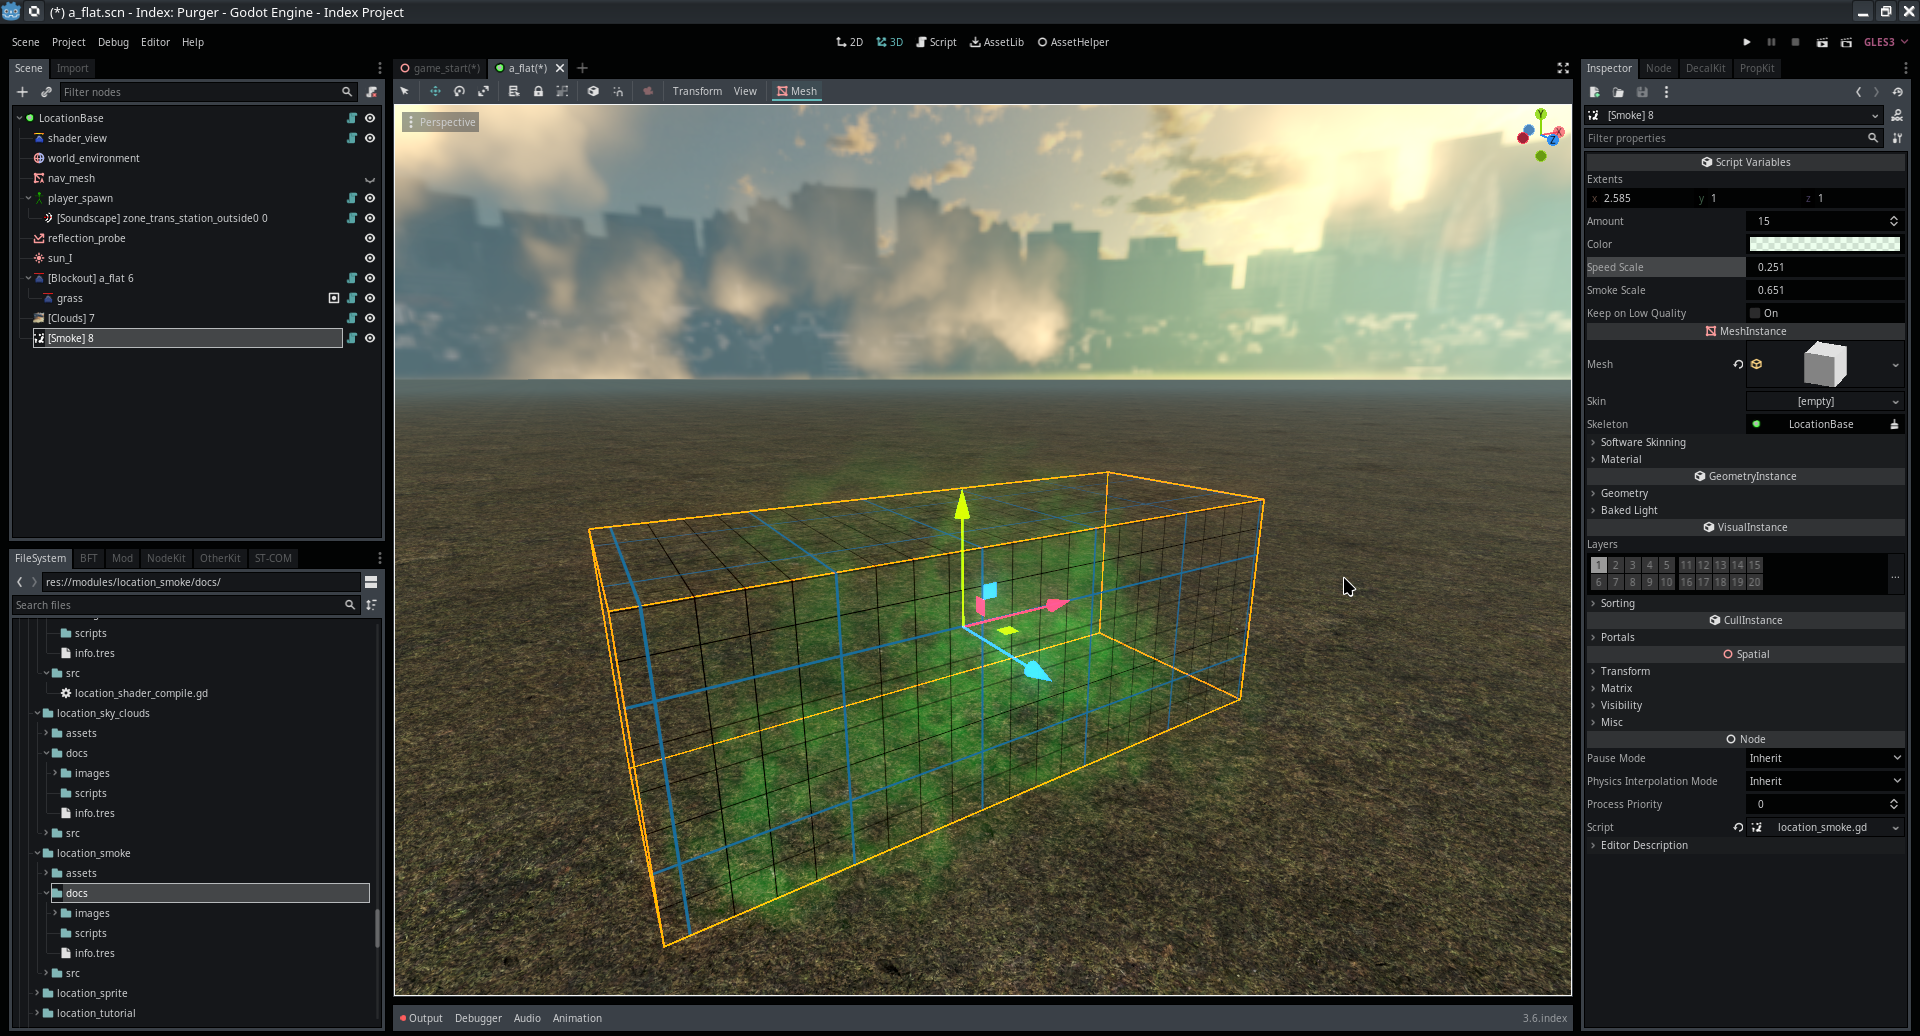 (*) a_flat.scn - Index: Purger - Godot Engine - Index Project
Scene Project Debug Editor Help
2D 3D Script AssetLib AssetHelper
GLES3
Scene Import
Filter nodes
LocationBase
shader_view
world_environment
nav_mesh
player_spawn
[Soundscape] zone_trans_station_outside0 0
reflection_probe
sun_I
[Blockout] a_flat 6
grass
[Clouds] 7
[Smoke] 8
FileSystem BFT Mod NodeKit OtherKit ST-COM
res://modules/location_smoke/docs/
Search files
scripts
info.tres
src
location_shader_compile.gd
location_sky_clouds
assets
docs
images
scripts
info.tres
src
location_smoke
assets
docs
images
scripts
info.tres
src
location_sprite
location_tutorial
game_start(*) a_flat(*)
Transform View Mesh
Perspective
Y
X
Z
Output Debugger Audio Animation
3.6.index
Inspector Node DecalKit PropKit
[Smoke] 8
Filter properties
Script Variables
Extents
x 2.585 y 1 z 1
Amount 15
Color
Speed Scale 0.251
Smoke Scale 0.651
Keep on Low Quality On
MeshInstance
Mesh
Skin [empty]
Skeleton LocationBase
Software Skinning
Material
GeometryInstance
Geometry
Baked Light
VisualInstance
Layers
1 2 3 4 5 11 12 13 14 15
6 7 8 9 10 16 17 18 19 20
...
Sorting
CullInstance
Portals
Spatial
Transform
Matrix
Visibility
Misc
Node
Pause Mode Inherit
Physics Interpolation Mode Inherit
Process Priority 0
Script location_smoke.gd
Editor Description